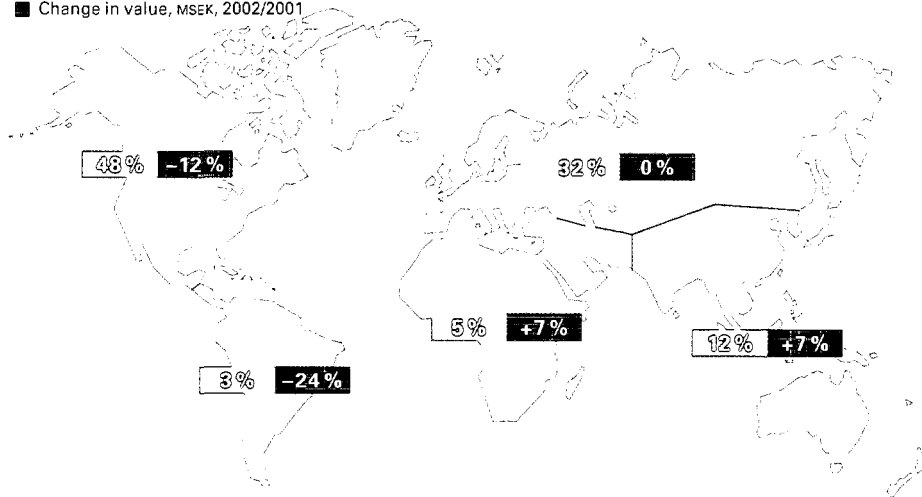 Change in value, MSEK, 2002/2001
48 % −12 %
32 % 0 %
5 % +7 %
12 % +7 %
3 % −24 %